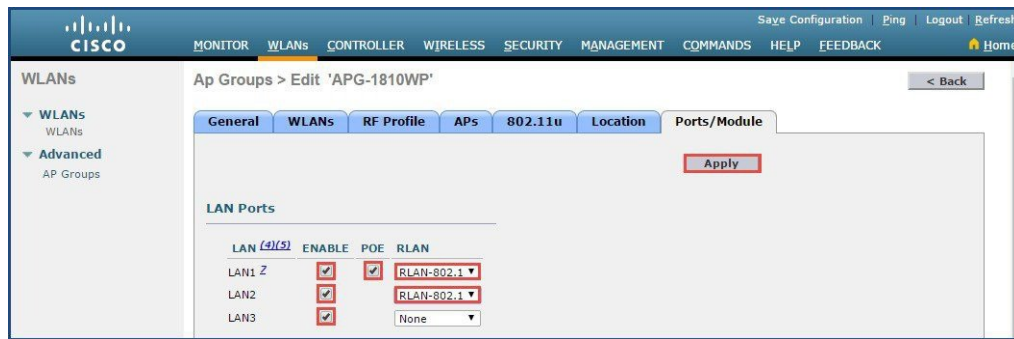 Save Configuration | Ping | Logout | Refresh
CISCO
MONITOR WLANs CONTROLLER WIRELESS SECURITY MANAGEMENT COMMANDS HELP FEEDBACK Home
WLANs
Ap Groups > Edit 'APG-1810WP'
< Back
WLANs
WLANs
Advanced
AP Groups
General WLANs RF Profile APs 802.11u Location Ports/Module
Apply
LAN Ports
LAN (4)(5) ENABLE POE RLAN
LAN1 7 RLAN-802.1
LAN2 RLAN-802.1
LAN3 None